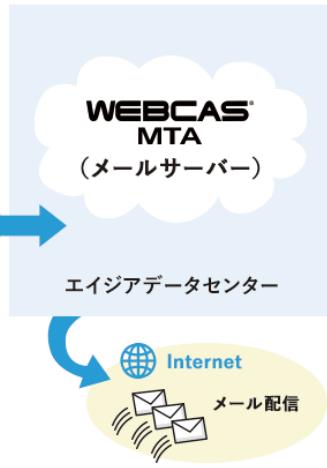 WEBCAS®
MTA
（メールサーバー）
エイジアデータセンター
Internet
メール配信